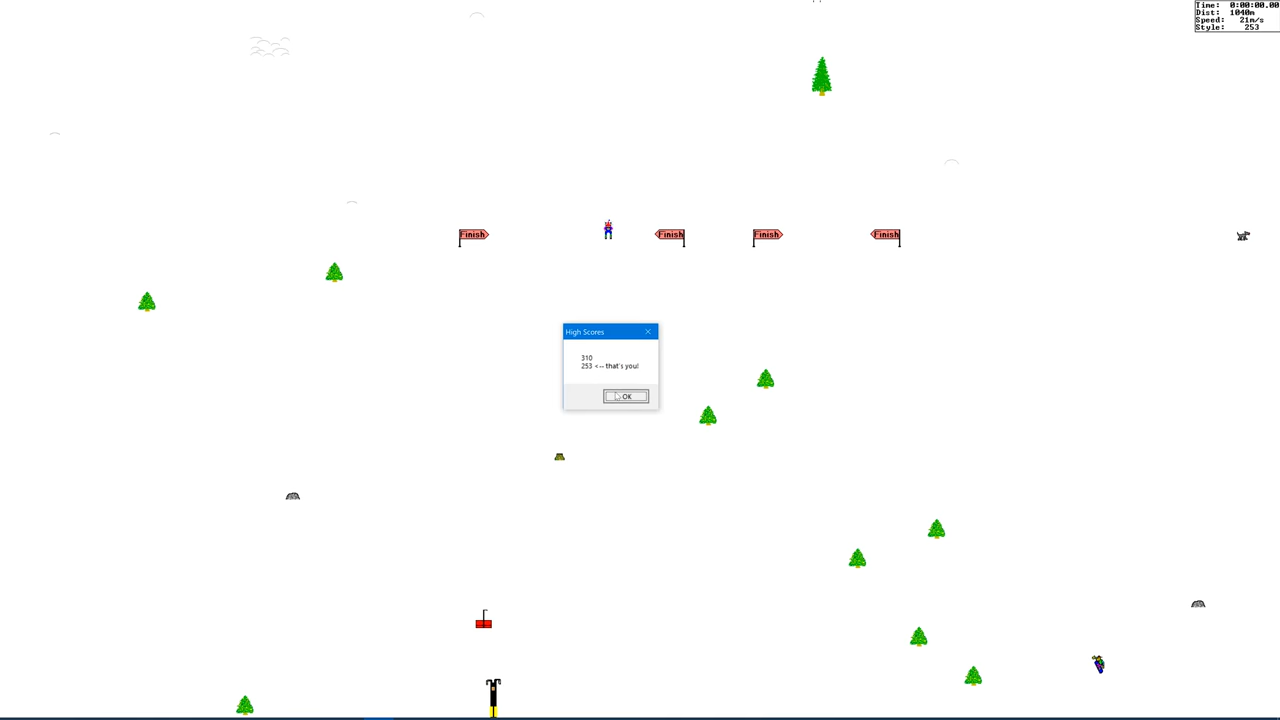 Time: 0:00:00.00
Dist: 1040m
Speed: 21m/s
Style: 253
Finish
Finish
Finish
Finish
High Scores
310
253 <-- that's you!
OK